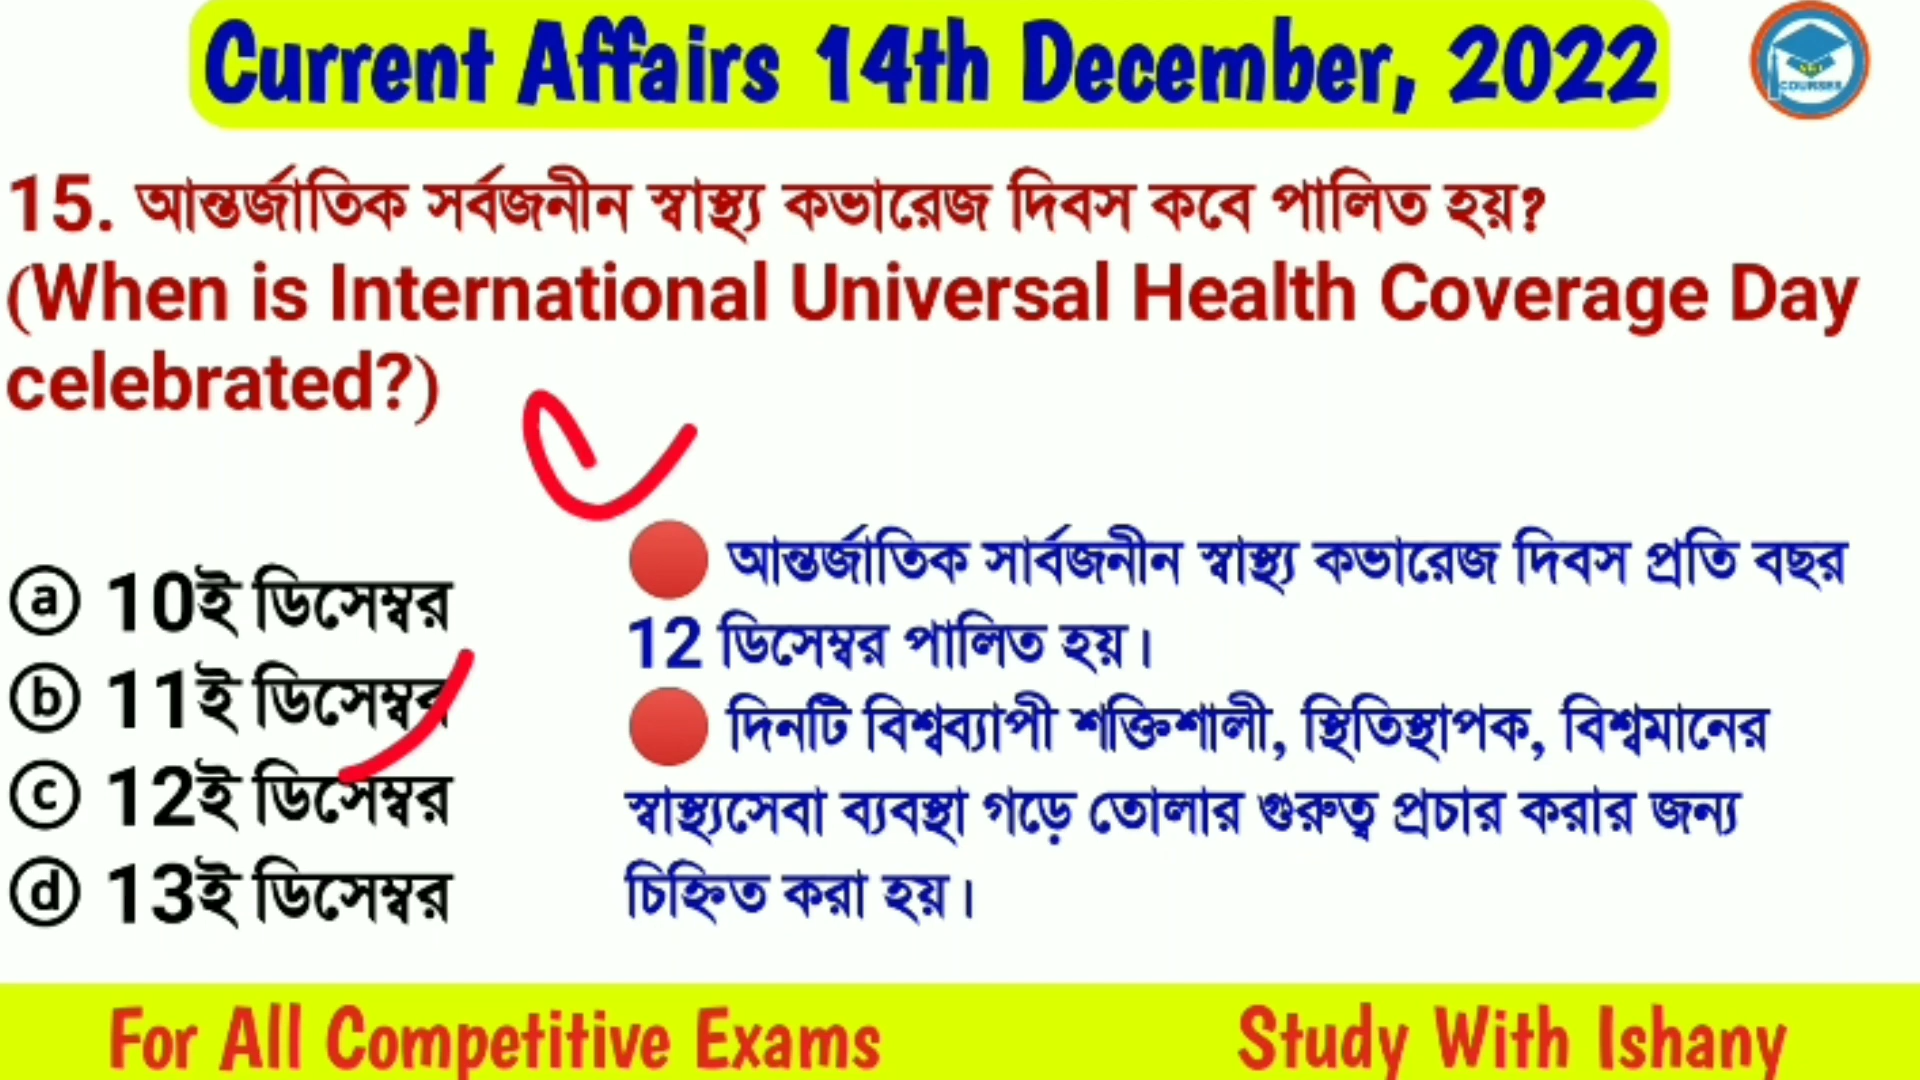 Current Affairs 14th December, 2022
COURSES
15. আন্তর্জাতিক সর্বজনীন স্বাস্থ্য কভারেজ দিবস কবে পালিত হয়?
(When is International Universal Health Coverage Day
celebrated?)
ⓐ 10ই ডিসেম্বর
ⓑ 11ই ডিসেম্বর
ⓒ 12ই ডিসেম্বর
ⓓ 13ই ডিসেম্বর
🔴 আন্তর্জাতিক সার্বজনীন স্বাস্থ্য কভারেজ দিবস প্রতি বছর
12 ডিসেম্বর পালিত হয়।
🔴 দিনটি বিশ্বব্যাপী শক্তিশালী, স্থিতিস্থাপক, বিশ্বমানের
স্বাস্থ্যসেবা ব্যবস্থা গড়ে তোলার গুরুত্ব প্রচার করার জন্য
চিহ্নিত করা হয়।
For All Competitive Exams
Study With Ishany